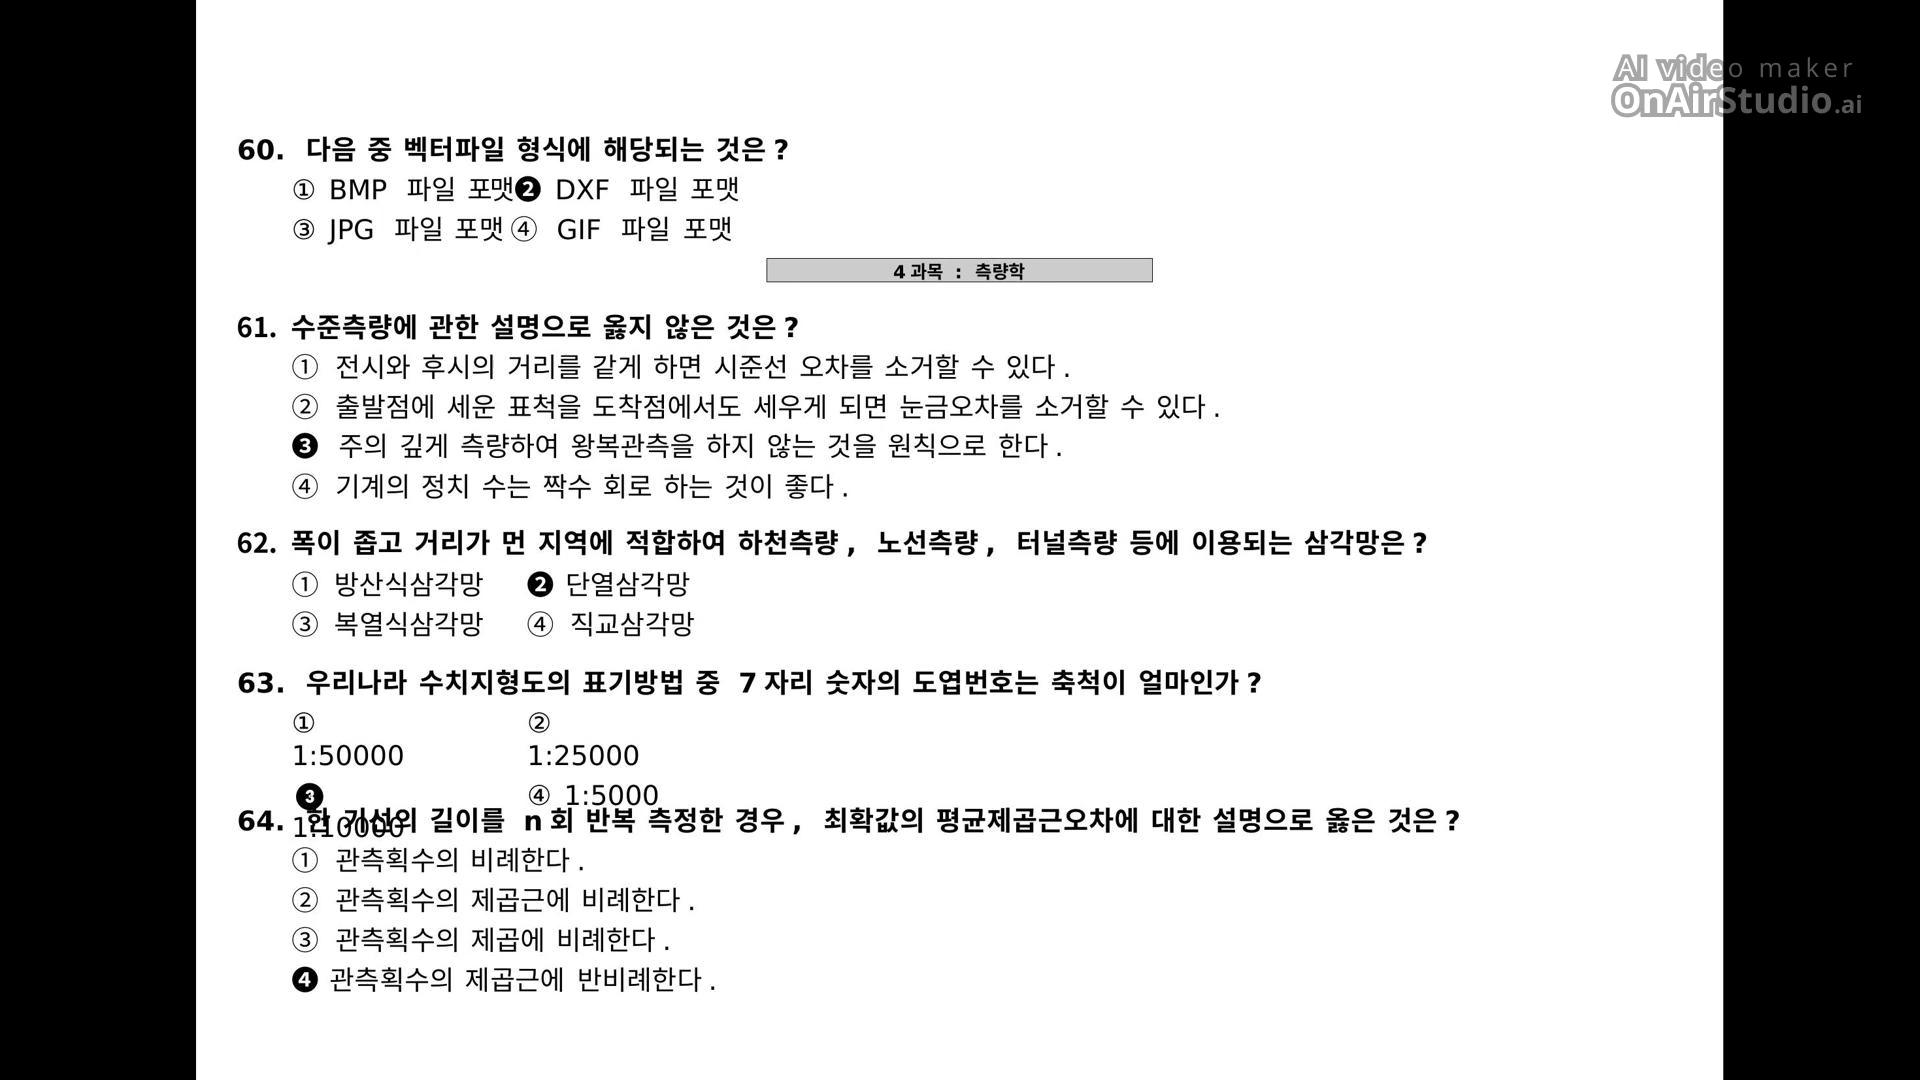 AI video maker
OnAirStudio.ai
60. 다음 중 벡터파일 형식에 해당되는 것은?
① BMP 파일 포맷❷ DXF 파일 포맷
③ JPG 파일 포맷④ GIF 파일 포맷
4과목 : 측량학
61. 수준측량에 관한 설명으로 옳지 않은 것은?
① 전시와 후시의 거리를 같게 하면 시준선 오차를 소거할 수 있다.
② 출발점에 세운 표척을 도착점에서도 세우게 되면 눈금오차를 소거할 수 있다.
❸ 주의 깊게 측량하여 왕복관측을 하지 않는 것을 원칙으로 한다.
④ 기계의 정치 수는 짝수 회로 하는 것이 좋다.
62. 폭이 좁고 거리가 먼 지역에 적합하여 하천측량, 노선측량, 터널측량 등에 이용되는 삼각망은?
① 방산식삼각망 ❷ 단열삼각망
③ 복열식삼각망 ④ 직교삼각망
63. 우리나라 수치지형도의 표기방법 중 7자리 숫자의 도엽번호는 축척이 얼마인가?
① ②
1:50000 1:25000
❸ ④ 1:5000
1:10000
64. 한 기선의 길이를 n회 반복 측정한 경우, 최확값의 평균제곱근오차에 대한 설명으로 옳은 것은?
① 관측횟수의 비례한다.
② 관측횟수의 제곱근에 비례한다.
③ 관측횟수의 제곱에 비례한다.
❹ 관측횟수의 제곱근에 반비례한다.